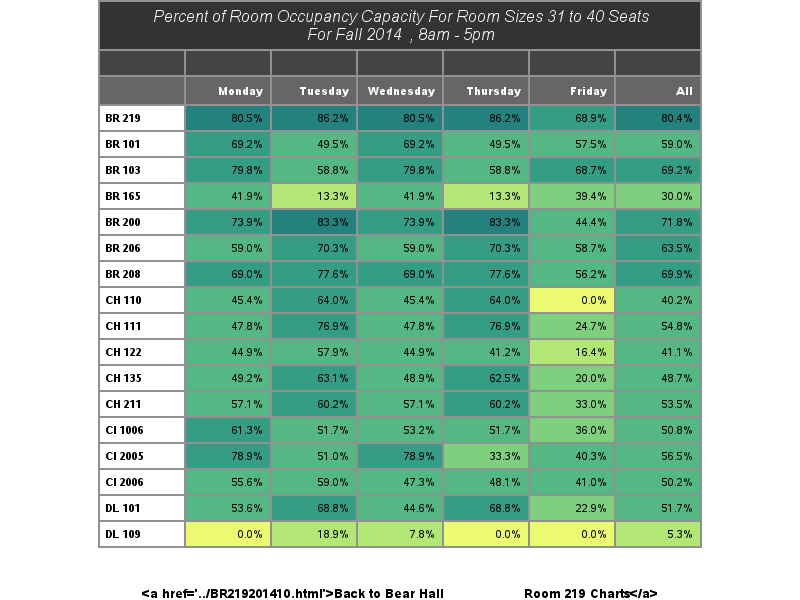 Percent of Room Occupancy Capacity For Room Sizes 31 to 40 Seats
For Fall 2014 , 8am - 5pm
Monday Tuesday Wednesday Thursday Friday All
BR 219 80.5% 86.2% 80.5% 86.2% 68.9% 80.4%
BR 101 69.2% 49.5% 69.2% 49.5% 57.5% 59.0%
BR 103 79.8% 58.8% 79.8% 58.8% 68.7% 69.2%
BR 165 41.9% 13.3% 41.9% 13.3% 39.4% 30.0%
BR 200 73.9% 83.3% 73.9% 83.3% 44.4% 71.8%
BR 206 59.0% 70.3% 59.0% 70.3% 58.7% 63.5%
BR 208 69.0% 77.6% 69.0% 77.6% 56.2% 69.9%
CH 110 45.4% 64.0% 45.4% 64.0% 0.0% 40.2%
CH 111 47.8% 76.9% 47.8% 76.9% 24.7% 54.8%
CH 122 44.9% 57.9% 44.9% 41.2% 16.4% 41.1%
CH 135 49.2% 63.1% 48.9% 62.5% 20.0% 48.7%
CH 211 57.1% 60.2% 57.1% 60.2% 33.0% 53.5%
CI 1006 61.3% 51.7% 53.2% 51.7% 36.0% 50.8%
CI 2005 78.9% 51.0% 78.9% 33.3% 40.3% 56.5%
CI 2006 55.6% 59.0% 47.3% 48.1% 41.0% 50.2%
DL 101 53.6% 68.8% 44.6% 68.8% 22.9% 51.7%
DL 109 0.0% 18.9% 7.8% 0.0% 0.0% 5.3%
<a href='../BR219201410.html'>Back to Bear Hall Room 219 Charts</a>